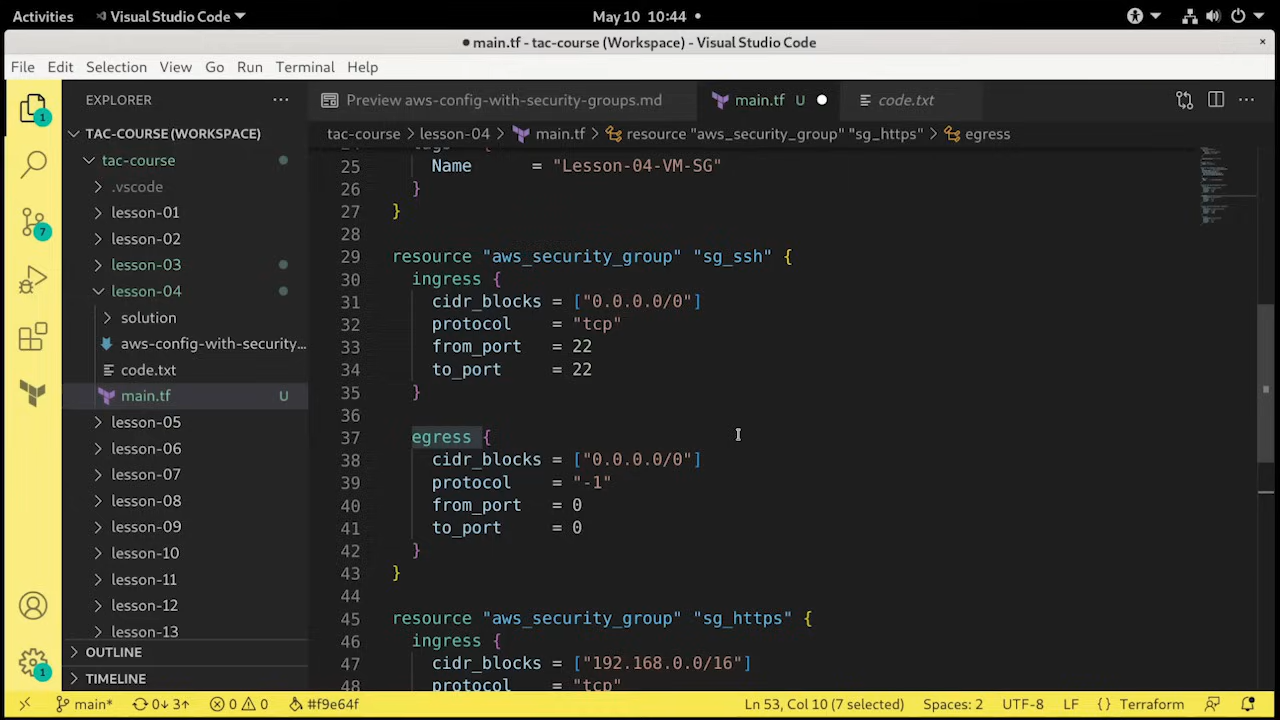 Activities
Visual Studio Code
May 10 10:44
main.tf - tac-course (Workspace) - Visual Studio Code
File Edit Selection View Go Run Terminal Help
EXPLORER
Preview aws-config-with-security-groups.md
main.tf U
code.txt
tac-course > lesson-04 > main.tf > resource "aws_security_group" "sg_https" > egress
TAC-COURSE (WORKSPACE)
tac-course
.vscode
lesson-01
lesson-02
lesson-03
lesson-04
solution
aws-config-with-security...
code.txt
main.tf U
lesson-05
lesson-06
lesson-07
lesson-08
lesson-09
lesson-10
lesson-11
lesson-12
lesson-13
OUTLINE
TIMELINE
1
7
1
25 Name = "Lesson-04-VM-SG"
26 }
27 }
28
29 resource "aws_security_group" "sg_ssh" {
30 ingress {
31 cidr_blocks = ["0.0.0.0/0"]
32 protocol = "tcp"
33 from_port = 22
34 to_port = 22
35 }
36
37 egress {
38 cidr_blocks = ["0.0.0.0/0"]
39 protocol = "-1"
40 from_port = 0
41 to_port = 0
42 }
43 }
44
45 resource "aws_security_group" "sg_https" {
46 ingress {
47 cidr_blocks = ["192.168.0.0/16"]
48 protocol = "tcp"
main* 0↓ 3↑ 0 0 #f9e64f
Ln 53, Col 10 (7 selected) Spaces: 2 UTF-8 LF {} Terraform